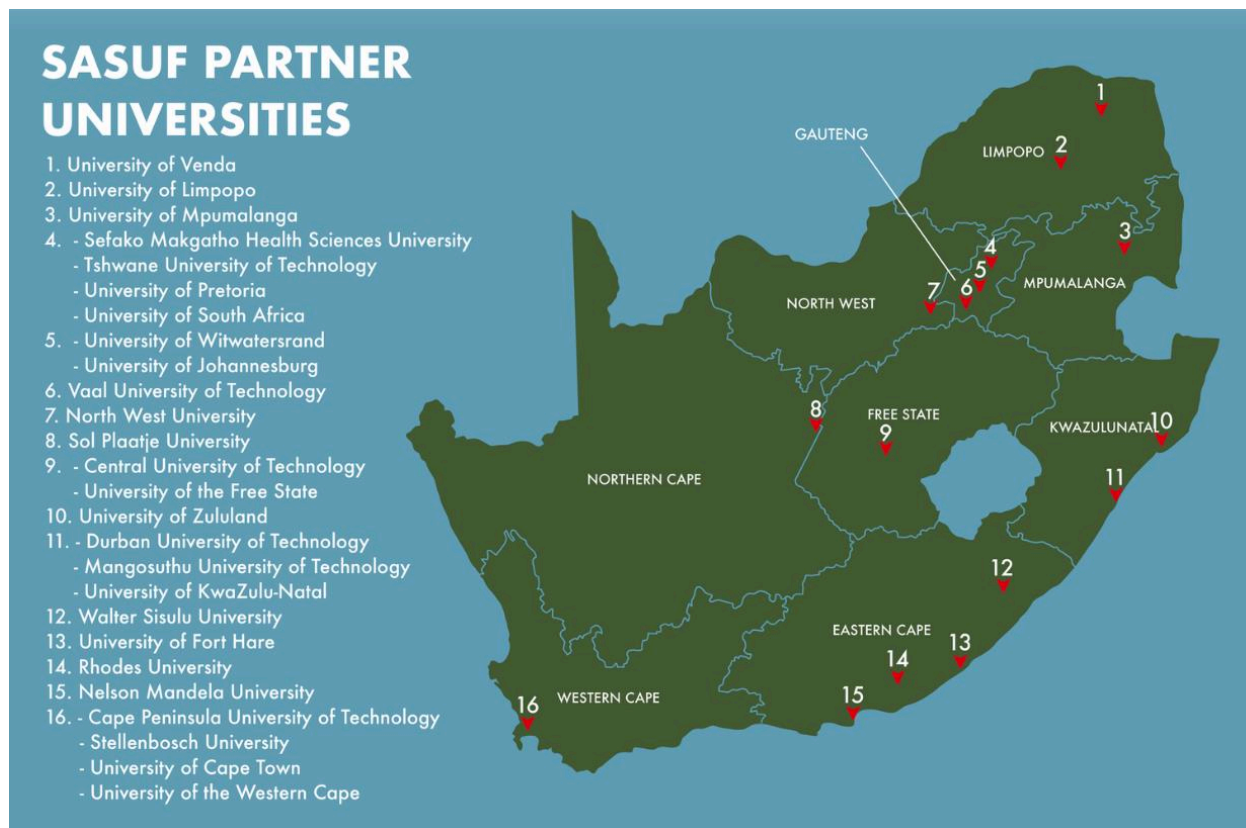 SASUF PARTNER
UNIVERSITIES
1. University of Venda
2. University of Limpopo
3. University of Mpumalanga
4. - Sefako Makgatho Health Sciences University
- Tshwane University of Technology
- University of Pretoria
- University of South Africa
5. - University of Witwatersrand
- University of Johannesburg
6. Vaal University of Technology
7. North West University
8. Sol Plaatje University
9. - Central University of Technology
- University of the Free State
10. University of Zululand
11. - Durban University of Technology
- Mangosuthu University of Technology
- University of KwaZulu-Natal
12. Walter Sisulu University
13. University of Fort Hare
14. Rhodes University
15. Nelson Mandela University
16. - Cape Peninsula University of Technology
- Stellenbosch University
- University of Cape Town
- University of the Western Cape
1
GAUTENG
LIMPOPO
2
3
4
5
MPUMALANGA
6
7
NORTH WEST
8
FREE STATE
9
KWAZULUNATAL
10
11
NORTHERN CAPE
12
EASTERN CAPE
13
14
15
WESTERN CAPE
16